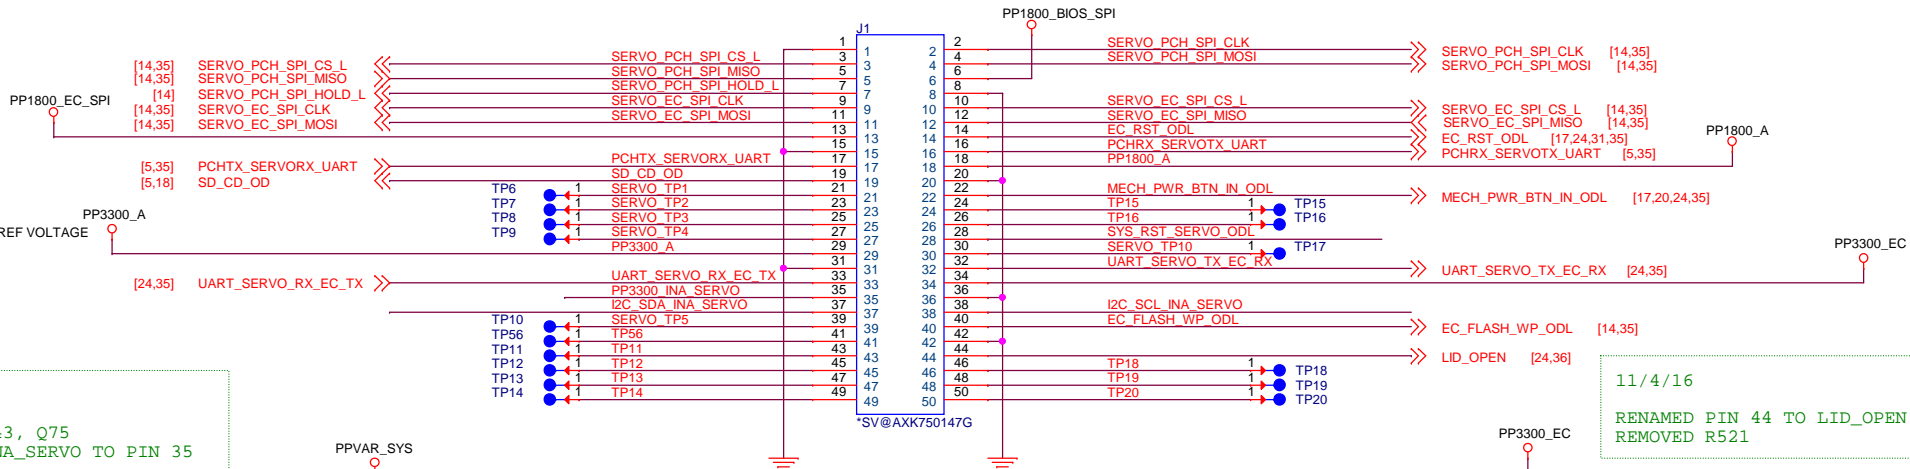 PP1800_BIOS_SPI
J1
1 1 2 2 SERVO_PCH_SPI_CLK SERVO_PCH_SPI_CLK [14,35]
[14,35] SERVO_PCH_SPI_CS_L SERVO_PCH_SPI_CS_L 3 3 4 4 SERVO_PCH_SPI_MOSI SERVO_PCH_SPI_MOSI [14,35]
[14,35] SERVO_PCH_SPI_MISO SERVO_PCH_SPI_MISO 5 5 6 6
[14] SERVO_PCH_SPI_HOLD_L SERVO_PCH_SPI_HOLD_L 7 7 8 8
PP1800_EC_SPI
[14,35] SERVO_EC_SPI_CLK SERVO_EC_SPI_CLK 9 9 10 10 SERVO_EC_SPI_CS_L SERVO_EC_SPI_CS_L [14,35]
[14,35] SERVO_EC_SPI_MOSI SERVO_EC_SPI_MOSI 11 11 12 12 SERVO_EC_SPI_MISO SERVO_EC_SPI_MISO [14,35]
13 13 14 14 EC_RST_ODL EC_RST_ODL [17,24,31,35]
PP1800_A
15 15 16 16 PCHRX_SERVOTX_UART PCHRX_SERVOTX_UART [5,35]
[5,35] PCHTX_SERVORX_UART PCHTX_SERVORX_UART 17 17 18 18 PP1800_A
[5,18] SD_CD_OD SD_CD_OD 19 19 20 20
TP6 1 SERVO_TP1 21 21 22 22 MECH_PWR_BTN_IN_ODL MECH_PWR_BTN_IN_ODL [17,20,24,35]
TP7 1 SERVO_TP2 23 23 24 24 TP15 1 TP15
TP8 1 SERVO_TP3 25 25 26 26 TP16 1 TP16
PP3300_A
REF VOLTAGE
TP9 1 SERVO_TP4 27 27 28 28 SYS_RST_SERVO_ODL
PP3300_A 29 29 30 30 SERVO_TP10 1 TP17
PP3300_EC
31 31 32 32 UART_SERVO_TX_EC_RX UART_SERVO_TX_EC_RX [24,35]
[24,35] UART_SERVO_RX_EC_TX UART_SERVO_RX_EC_TX 33 33 34 34
PP3300_INA_SERVO 35 35 36 36
I2C_SDA_INA_SERVO 37 37 38 38 I2C_SCL_INA_SERVO
TP10 1 SERVO_TP5 39 39 40 40 EC_FLASH_WP_ODL EC_FLASH_WP_ODL [14,35]
TP56 1 TP56 41 41 42 42
TP11 1 TP11 43 43 44 44 LID_OPEN [24,36]
TP12 1 TP12 45 45 46 46 TP18 1 TP18
TP13 1 TP13 47 47 48 48 TP19 1 TP19
TP14 1 TP14 49 49 50 50 TP20 1 TP20
*SV@AXK750147G
11/4/16
RENAMED PIN 44 TO LID_OPEN
REMOVED R521
3, Q75
NA_SERVO TO PIN 35
PPVAR_SYS
PP3300_EC